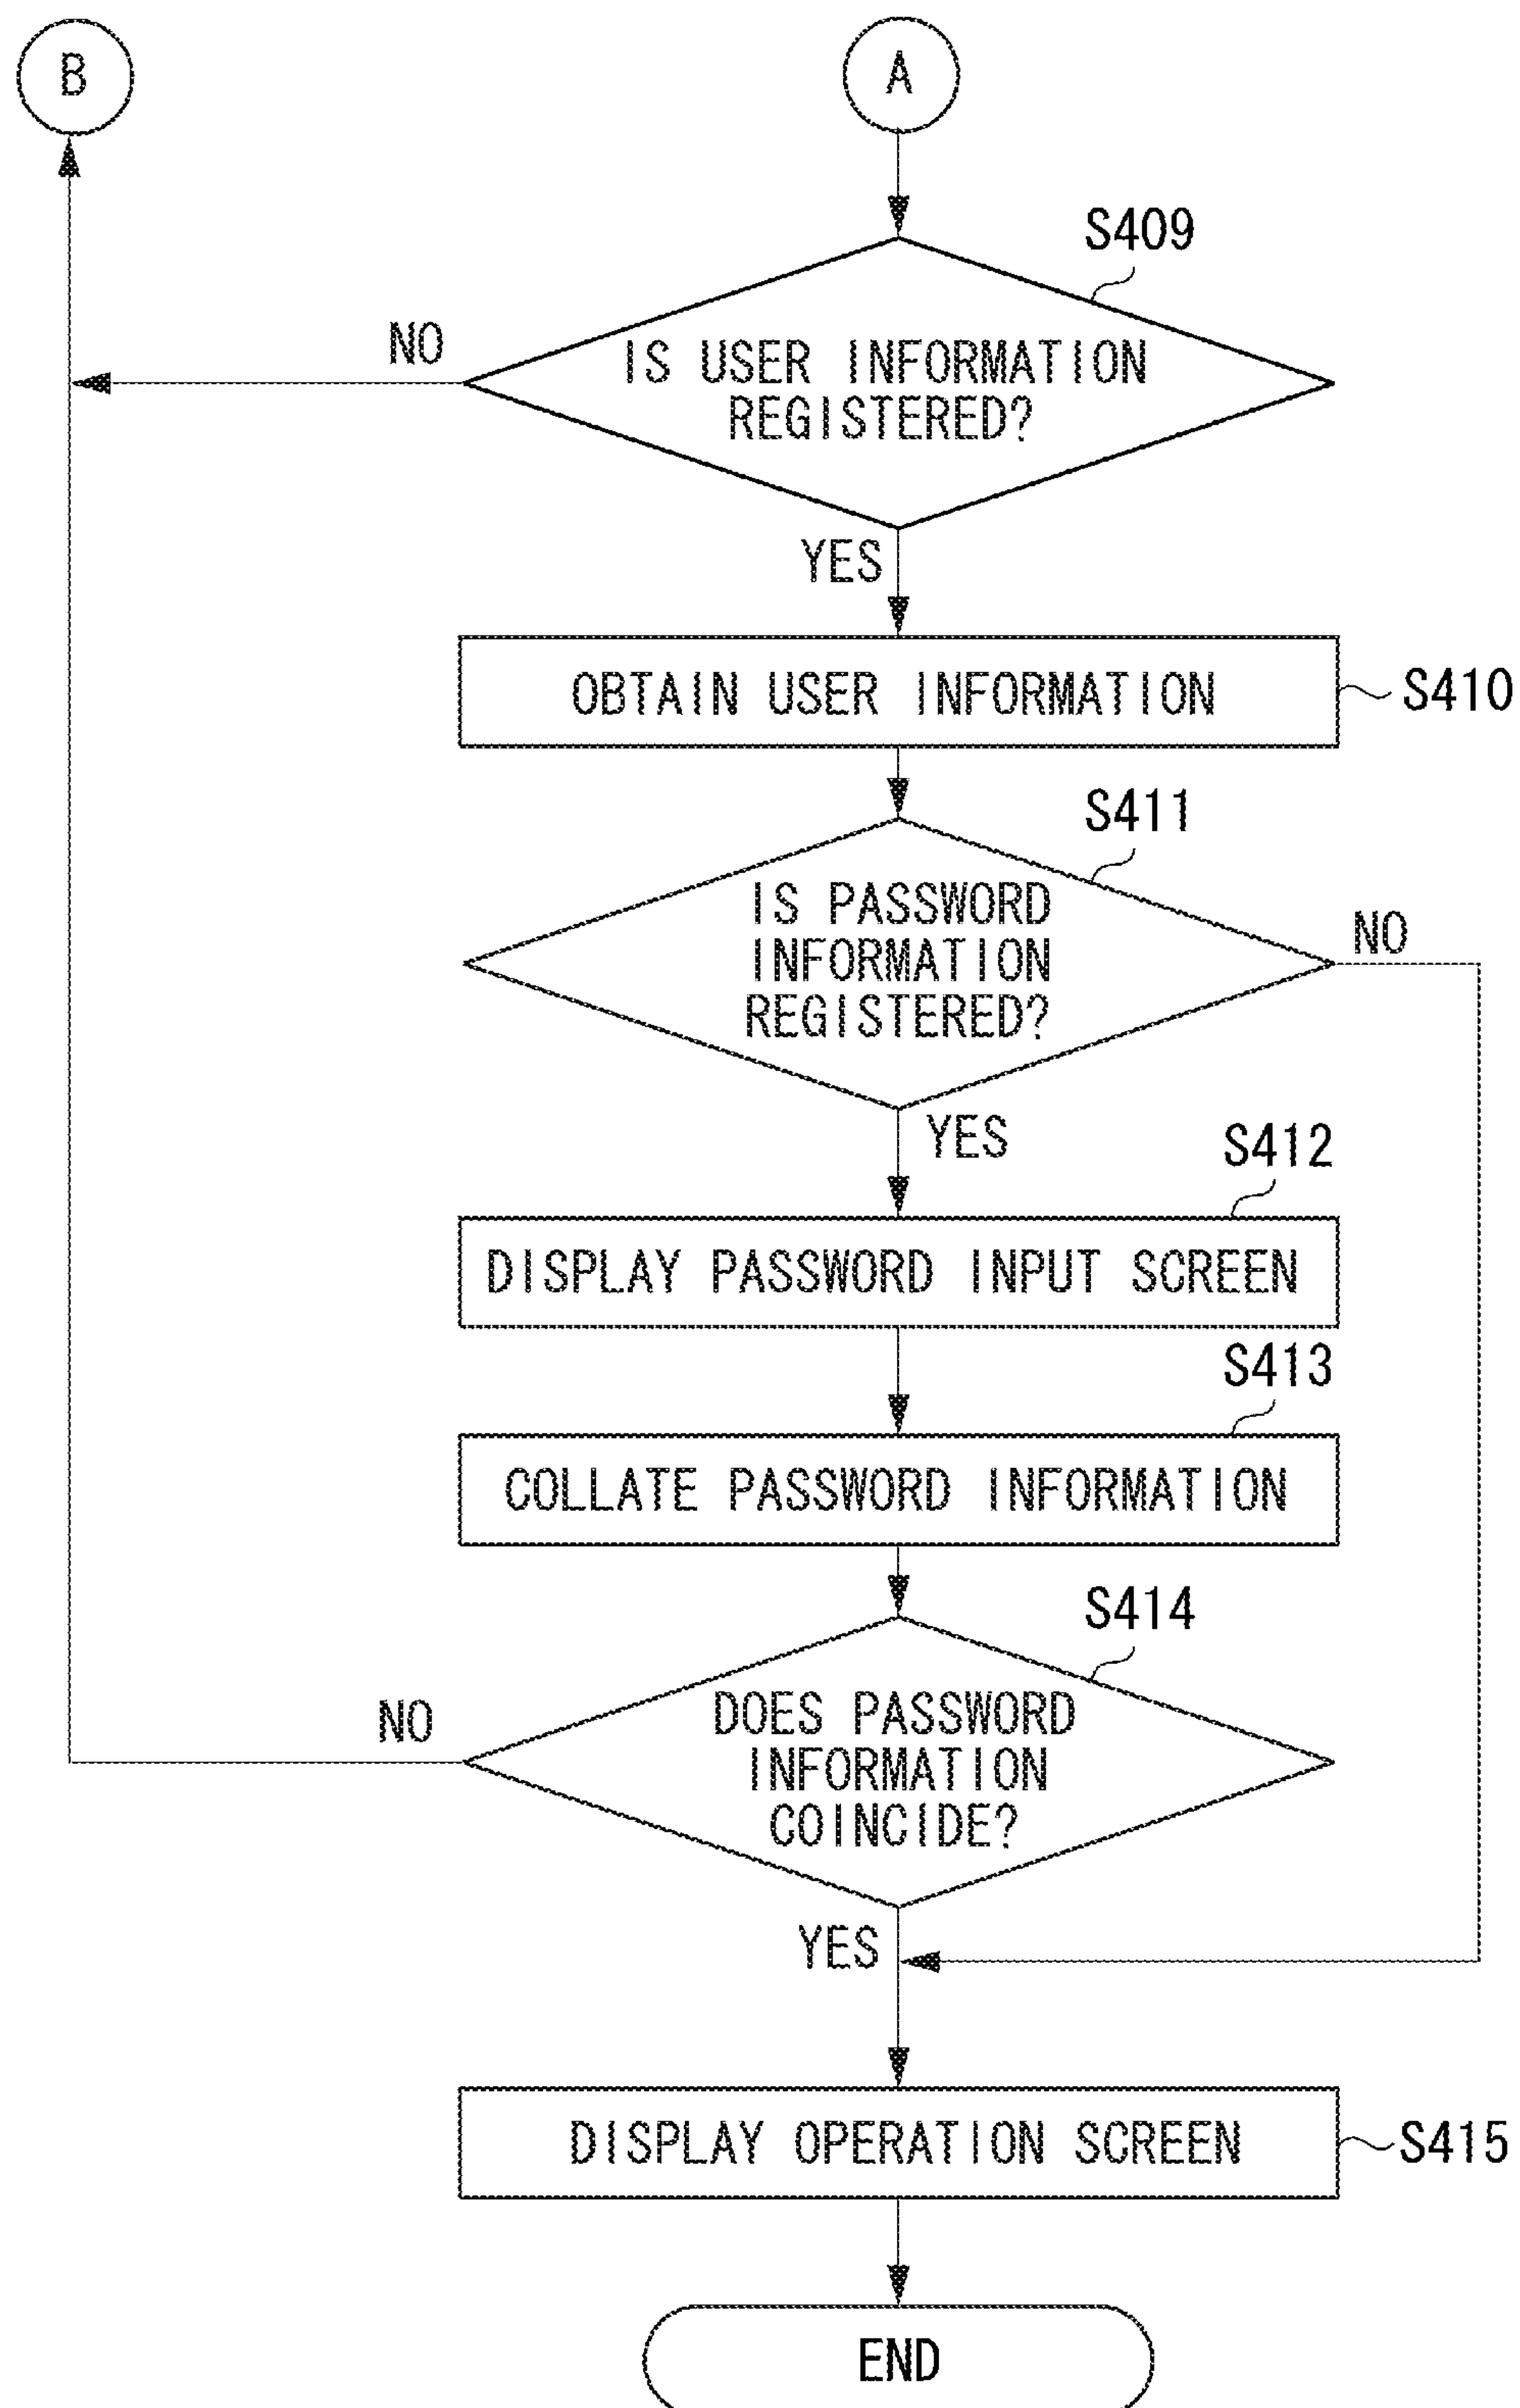 B
A
S409
NO
IS USER INFORMATION
REGISTERED?
YES
OBTAIN USER INFORMATION
S410
S411
IS PASSWORD
INFORMATION
REGISTERED?
NO
YES
S412
DISPLAY PASSWORD INPUT SCREEN
S413
COLLATE PASSWORD INFORMATION
S414
NO
DOES PASSWORD
INFORMATION
COINCIDE?
YES
DISPLAY OPERATION SCREEN
S415
END